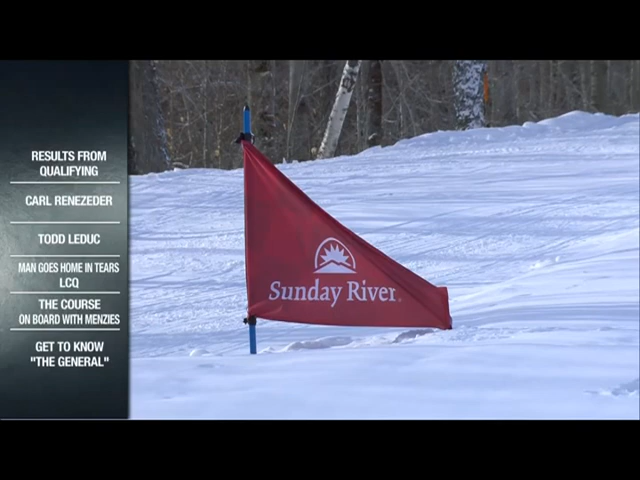 RESULTS FROM
QUALIFYING
CARL RENEZEDER
TODD LEDUC
MAN GOES HOME IN TEARS
LCQ
THE COURSE
ON BOARD WITH MENZIES
GET TO KNOW
"THE GENERAL"
Sunday River